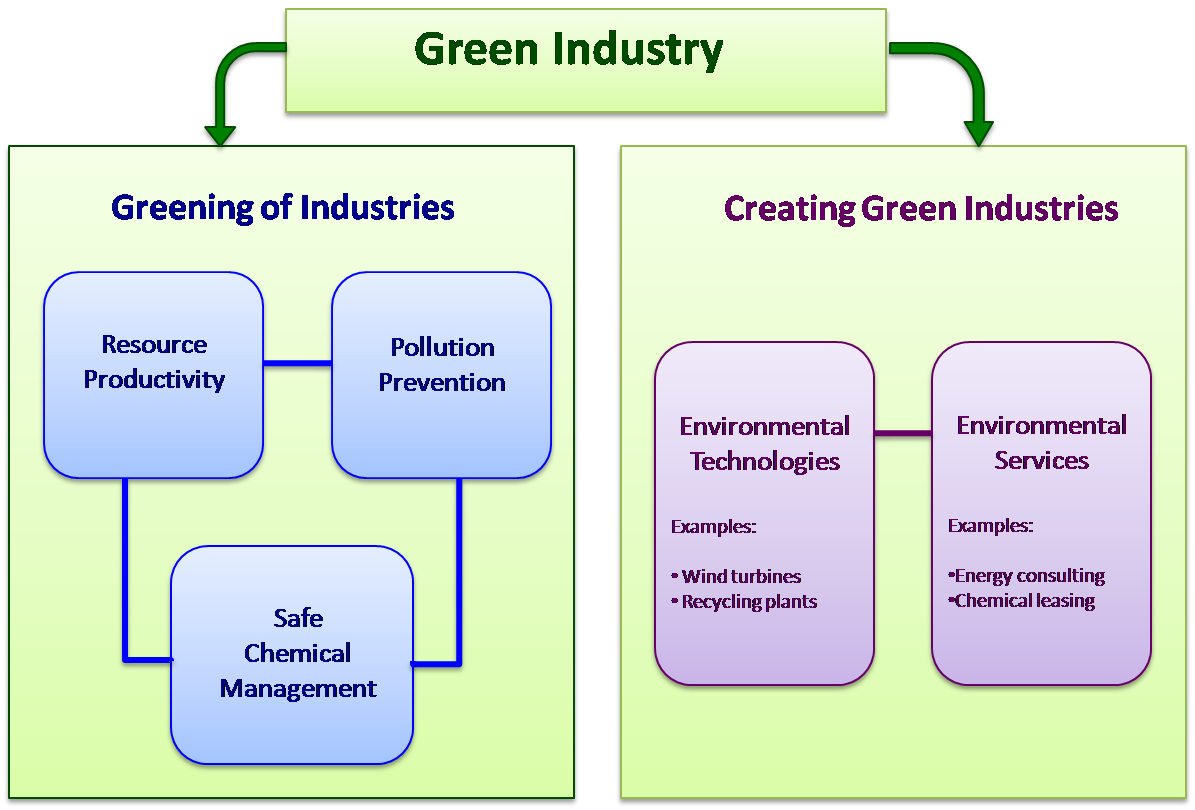 Green Industry
Greening of Industries
Resource
Productivity
Pollution
Prevention
Safe
Chemical
Management
Creating Green Industries
Environmental
Technologies
Examples:
• Wind turbines
• Recycling plants
Environmental
Services
Examples:
•Energy consulting
•Chemical leasing